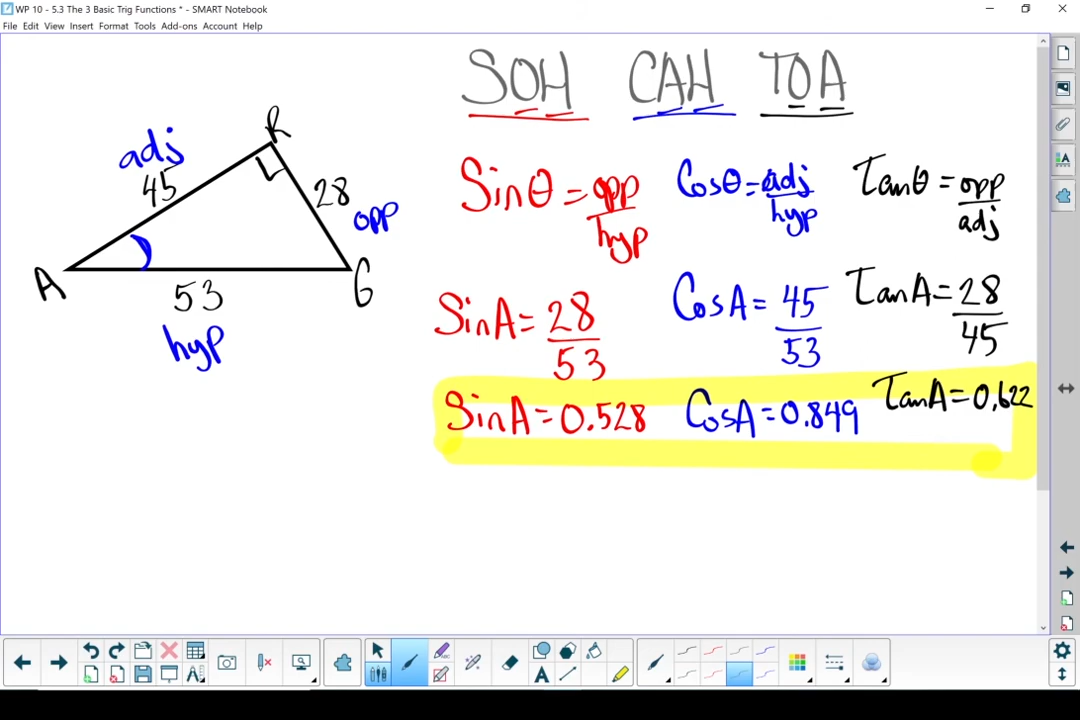 WP 10 - 5.3 The 3 Basic Trig Functions * - SMART Notebook
File Edit View Insert Format Tools Add-ons Account Help
SOH CAH TOA
R
adj
45
28
opp
A
G
53
hyp
Sinθ = opp/hyp
Cosθ = adj/hyp
Tanθ = opp/adj
SinA = 28/53
CosA = 45/53
TanA = 28/45
SinA = 0.528
CosA = 0.849
TanA = 0.622